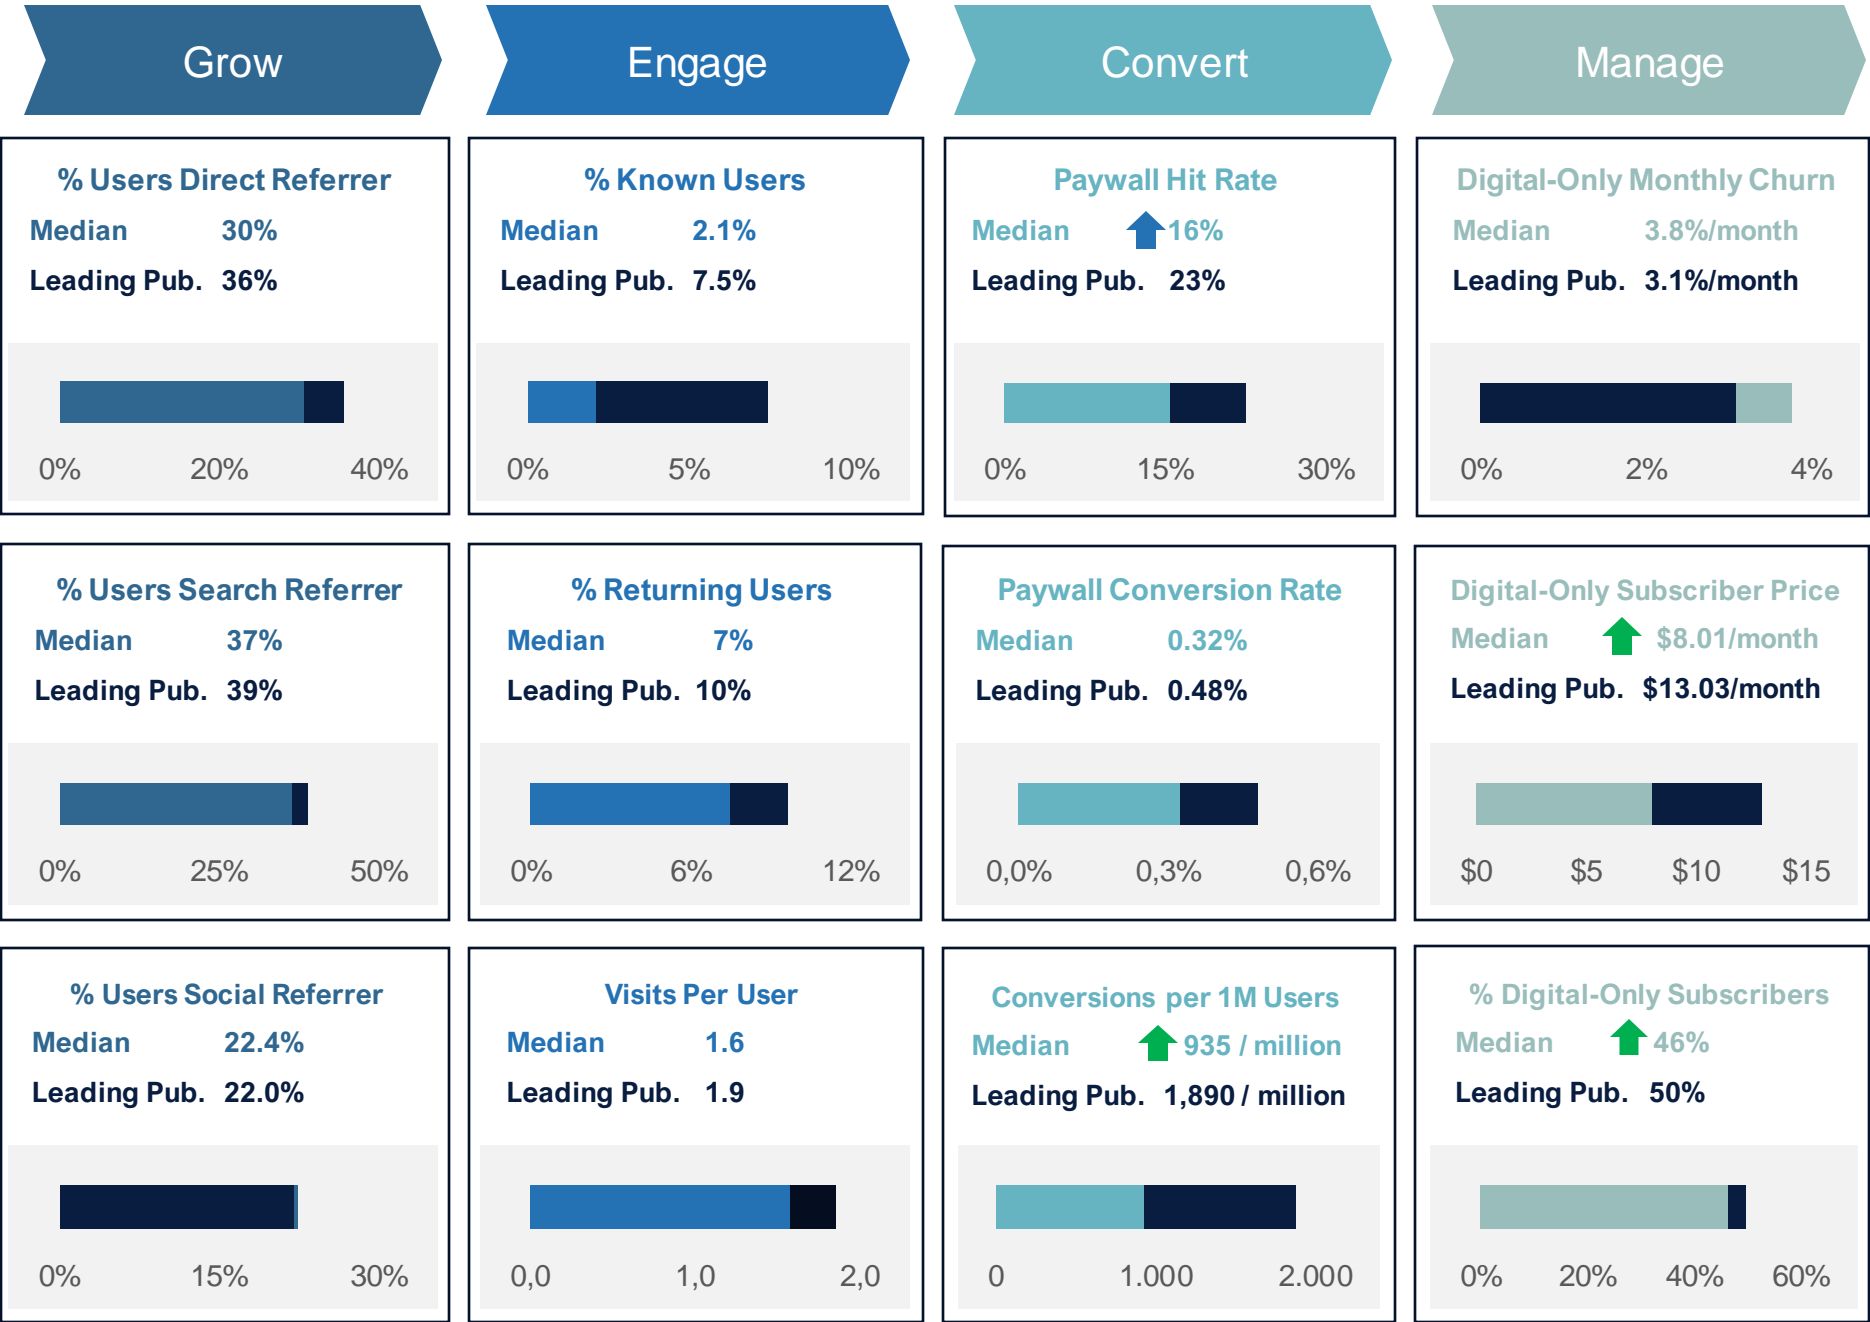 Grow
Engage
Convert
Manage
% Users Direct Referrer
Median 30%
Leading Pub. 36%
0% 20% 40%
% Known Users
Median 2.1%
Leading Pub. 7.5%
0% 5% 10%
Paywall Hit Rate
Median 16%
Leading Pub. 23%
0% 15% 30%
Digital-Only Monthly Churn
Median 3.8%/month
Leading Pub. 3.1%/month
0% 2% 4%
% Users Search Referrer
Median 37%
Leading Pub. 39%
0% 25% 50%
% Returning Users
Median 7%
Leading Pub. 10%
0% 6% 12%
Paywall Conversion Rate
Median 0.32%
Leading Pub. 0.48%
0,0% 0,3% 0,6%
Digital-Only Subscriber Price
Median $8.01/month
Leading Pub. $13.03/month
$0 $5 $10 $15
% Users Social Referrer
Median 22.4%
Leading Pub. 22.0%
0% 15% 30%
Visits Per User
Median 1.6
Leading Pub. 1.9
0,0 1,0 2,0
Conversions per 1M Users
Median 935 / million
Leading Pub. 1,890 / million
0 1.000 2.000
% Digital-Only Subscribers
Median 46%
Leading Pub. 50%
0% 20% 40% 60%